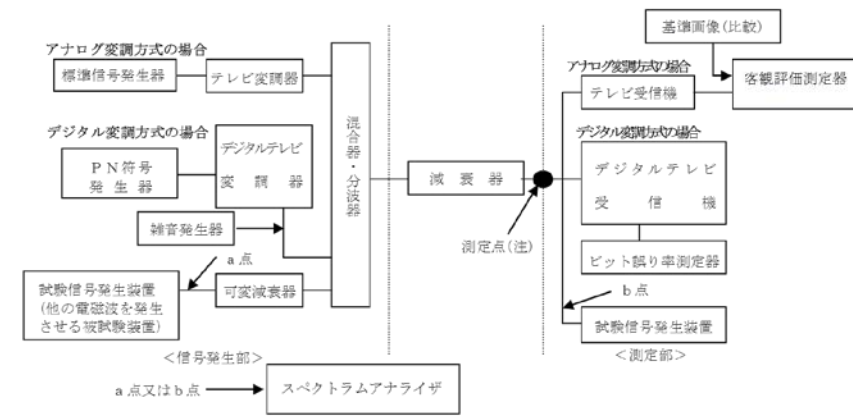 基準画像(比較)
アナログ変調方式の場合
標準信号発生器
テレビ変調器
アナログ変調方式の場合
テレビ受信機
客観評価測定器
デジタル変調方式の場合
PN符号
発生器
デジタルテレビ
変調器
混合器・分波器
減衰器
デジタル変調方式の場合
デジタルテレビ
受信機
雑音発生器
測定点(注)
ビット誤り率測定器
a点
試験信号発生装置
(他の電磁波を発生
させる被試験装置)
可変減衰器
b点
試験信号発生装置
<信号発生部>
<測定部>
a点又はb点
スペクトラムアナライザ